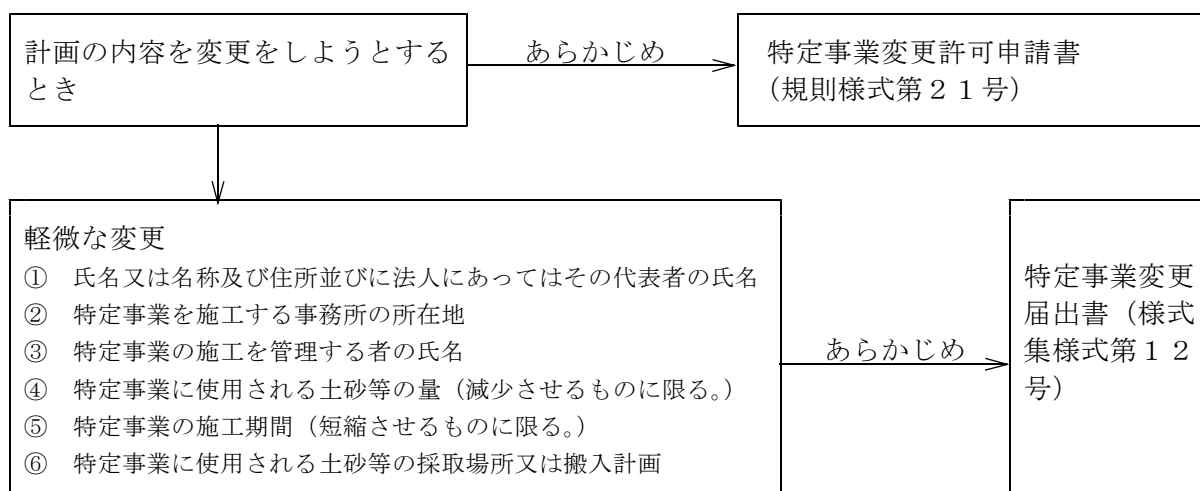 計画の内容を変更をしようとする
とき
あらかじめ
特定事業変更許可申請書
（規則様式第２１号）
軽微な変更
① 氏名又は名称及び住所並びに法人にあってはその代表者の氏名
② 特定事業を施工する事務所の所在地
③ 特定事業の施工を管理する者の氏名
④ 特定事業に使用される土砂等の量（減少させるものに限る。）
⑤ 特定事業の施工期間（短縮させるものに限る。）
⑥ 特定事業に使用される土砂等の採取場所又は搬入計画
あらかじめ
特定事業変更
届出書（様式
集様式第１２
号）